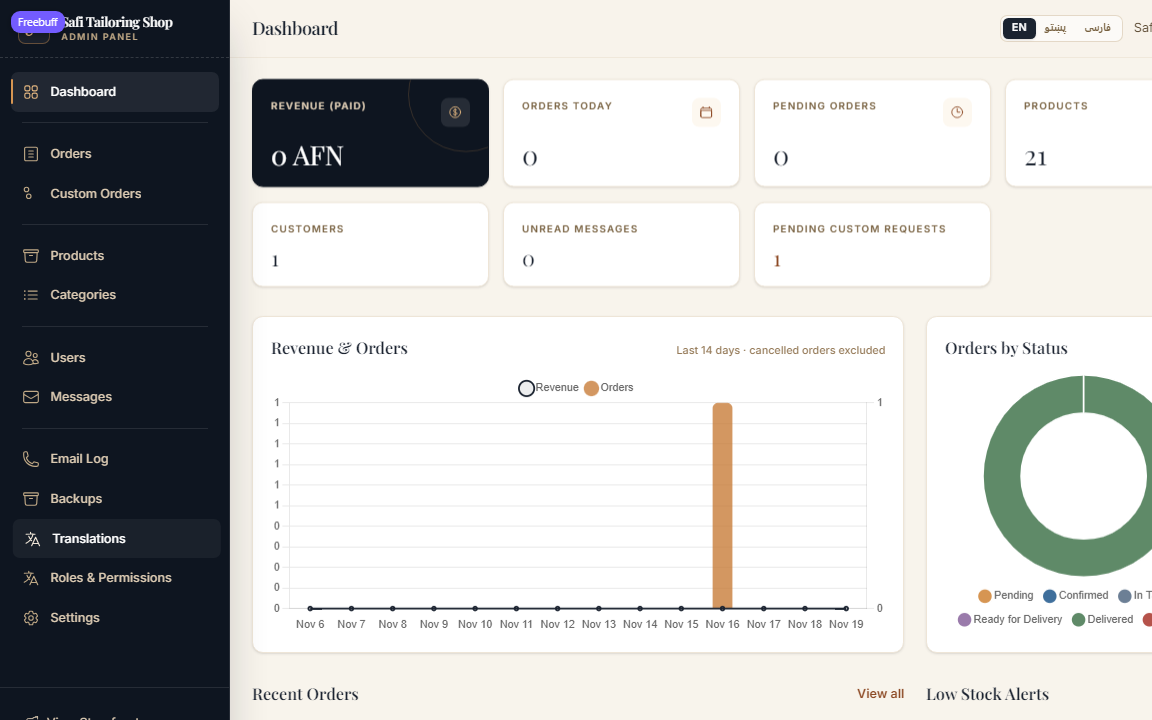 Freebuff
Safi Tailoring Shop
ADMIN PANEL
Dashboard
Orders
Custom Orders
Products
Categories
Users
Messages
Email Log
Backups
Translations
Roles & Permissions
Settings
Dashboard
EN پښتو فارسی
REVENUE (PAID)
0 AFN
ORDERS TODAY
0
PENDING ORDERS
0
PRODUCTS
21
CUSTOMERS
1
UNREAD MESSAGES
0
PENDING CUSTOM REQUESTS
1
Revenue & Orders
Last 14 days · cancelled orders excluded
Revenue Orders
1 1
1
1
1
1
1
0
0
0
0
0 0
Nov 6 Nov 7 Nov 8 Nov 9 Nov 10 Nov 11 Nov 12 Nov 13 Nov 14 Nov 15 Nov 16 Nov 17 Nov 18 Nov 19
Orders by Status
Pending Confirmed In T
Ready for Delivery Delivered
Recent Orders
View all
Low Stock Alerts